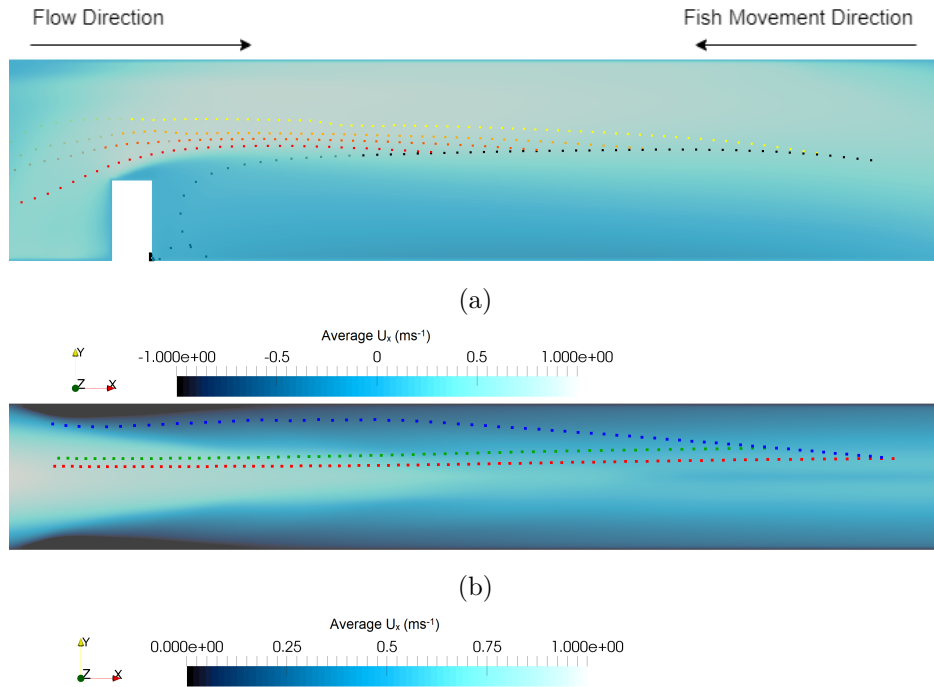 Flow Direction Fish Movement Direction
(a)
Average Uₓ (ms⁻¹)
-1.000e+00 -0.5 0 0.5 1.000e+00
Y
Z X
(b)
Average Uₓ (ms⁻¹)
0.000e+00 0.25 0.5 0.75 1.000e+00
Y
Z X